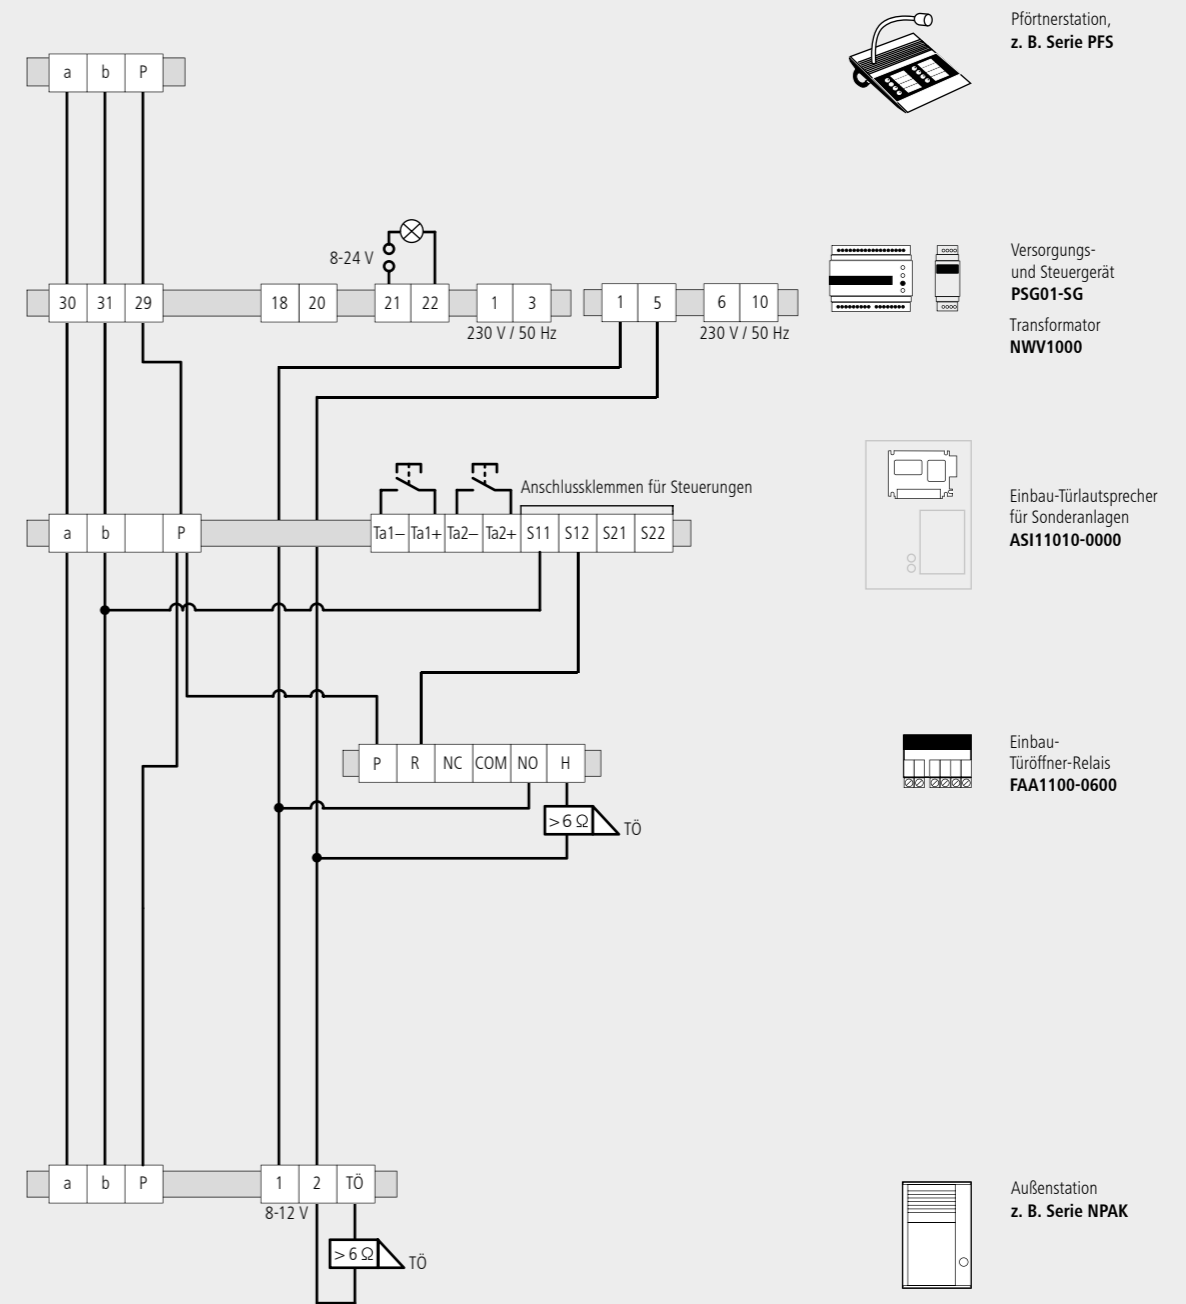 Pförtnerstation,
z. B. Serie PFS
a b P
8-24 V
30 31 29 18 20 21 22 1 3 1 5 6 10
230 V / 50 Hz 230 V / 50 Hz
Versorgungs-
und Steuergerät
PSG01-SG
Transformator
NWV1000
Anschlussklemmen für Steuerungen
a b P Ta1– Ta1+ Ta2– Ta2+ S11 S12 S21 S22
Einbau-Türlautsprecher
für Sonderanlagen
ASI11010-0000
P R NC COM NO H
>6 Ω TÖ
Einbau-
Türöffner-Relais
FAA1100-0600
a b P 1 2 TÖ
8-12 V
>6 Ω TÖ
Außenstation
z. B. Serie NPAK